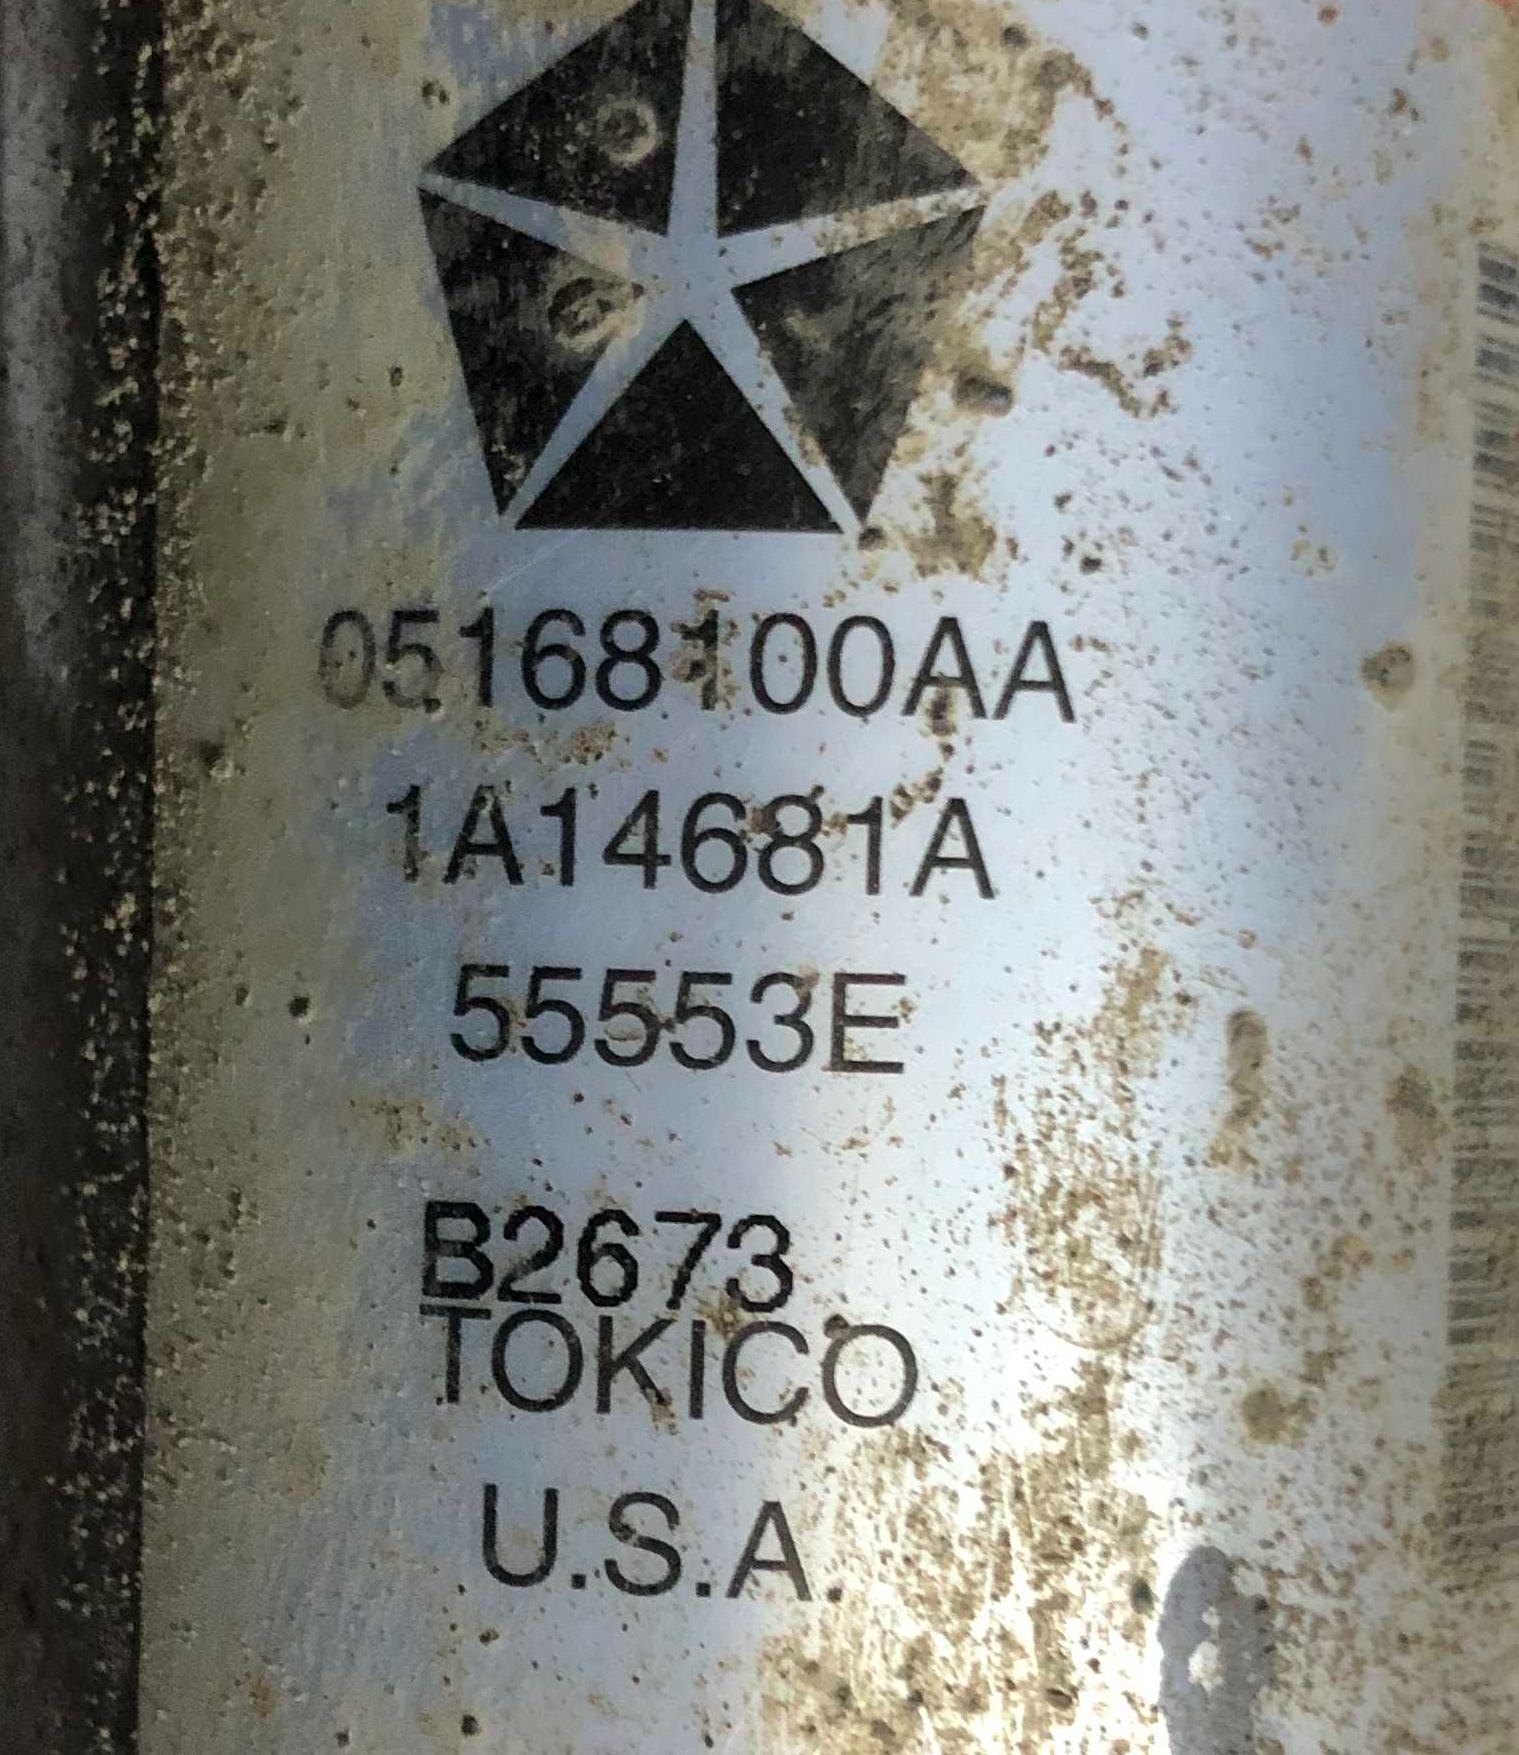 05168100AA
1A14681A
55553E
B2673
TOKICO
U.S.A.